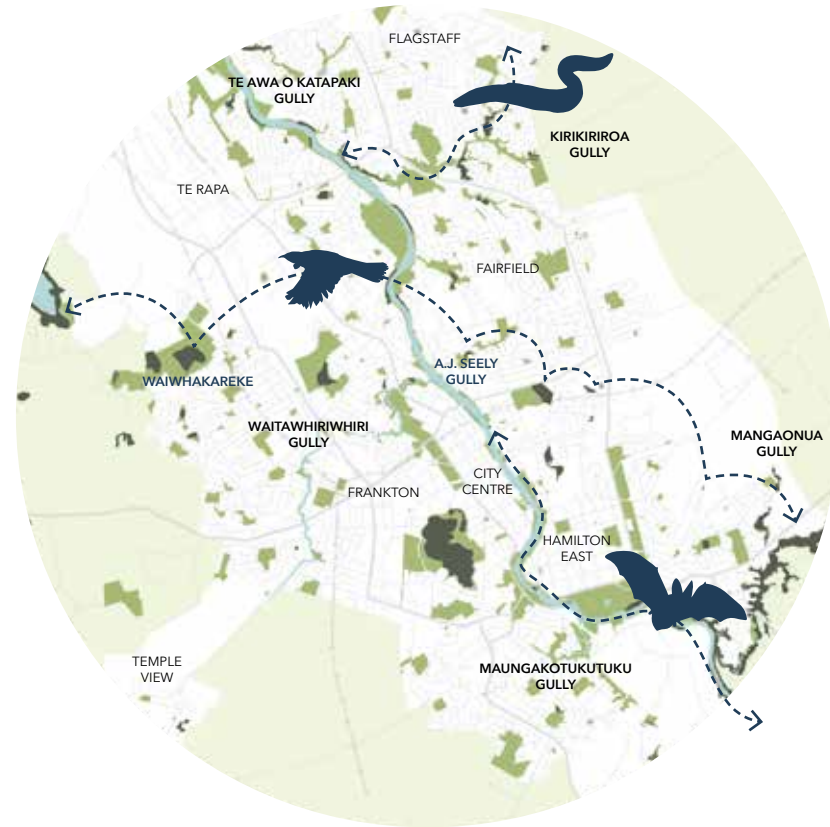 FLAGSTAFF
TE AWA O KATAPAKI
GULLY
KIRIKIRIROA
GULLY
TE RAPA
FAIRFIELD
A.J. SEELY
GULLY
WAIWHAKAREKE
WAITAWHIRIWHIRI
GULLY
MANGAONUA
GULLY
CITY
CENTRE
FRANKTON
HAMILTON
EAST
TEMPLE
VIEW
MAUNGAKOTUKUTUKU
GULLY